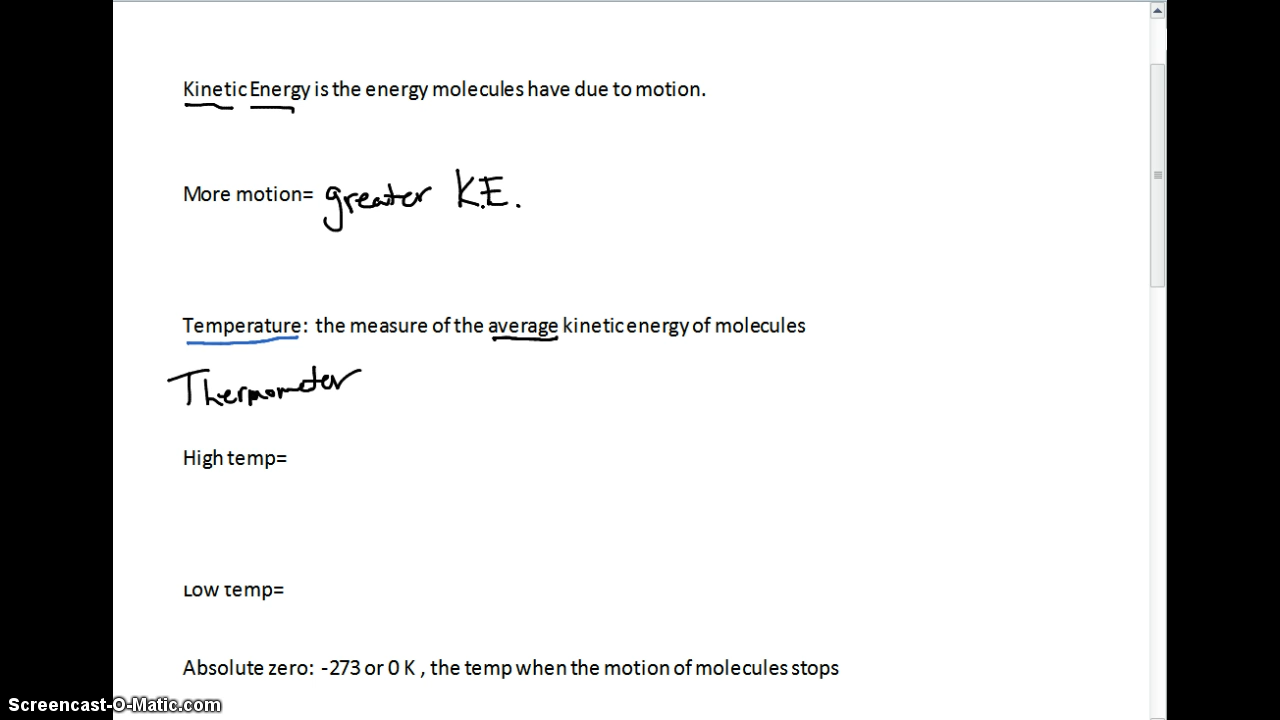 Kinetic Energy is the energy molecules have due to motion.
More motion= greater K.E.
Temperature: the measure of the average kinetic energy of molecules
Thermometer
High temp=
Low temp=
Absolute zero: -273 or 0 K , the temp when the motion of molecules stops
Screencast-O-Matic.com